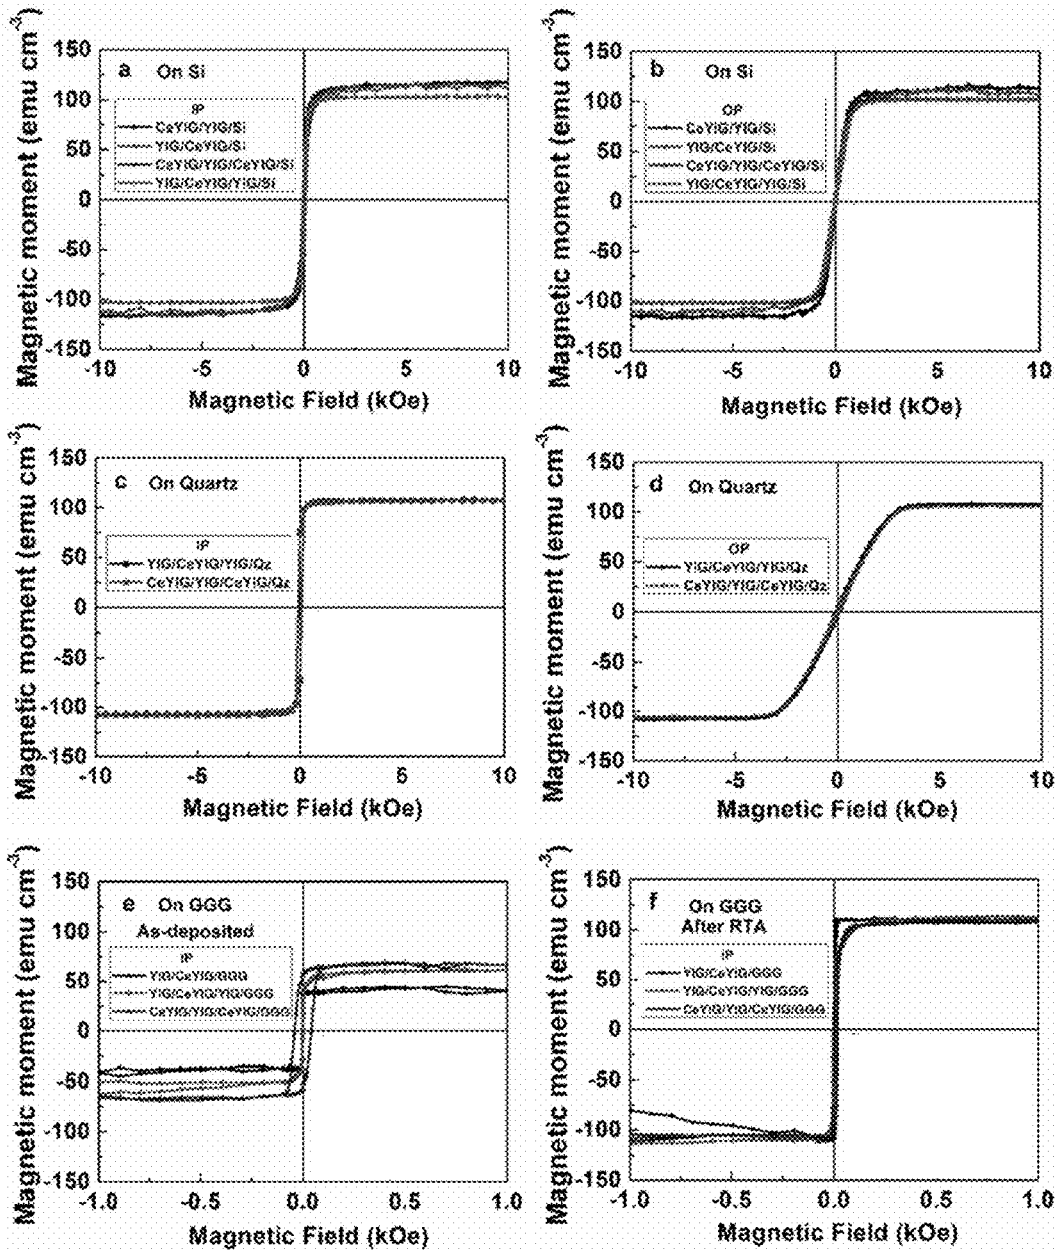 a On Si
IP
CeYIG/YIG/Si
YIG/CeYIG/Si
CeYIG/YIG/CeYIG/Si
YIG/CeYIG/YIG/Si
150
100
50
0
-50
-100
-150
-10 -5 0 5 10
Magnetic moment (emu cm-3)
Magnetic Field (kOe)
b On Si
OP
CeYIG/YIG/Si
YIG/CeYIG/Si
CeYIG/YIG/CeYIG/Si
YIG/CeYIG/YIG/Si
150
100
50
0
-50
-100
-150
-10 -5 0 5 10
Magnetic moment (emu cm-3)
Magnetic Field (kOe)
c On Quartz
IP
YIG/CeYIG/YIG/Qz
CeYIG/YIG/CeYIG/Qz
150
100
50
0
-50
-100
-150
-10 -5 0 5 10
Magnetic moment (emu cm-3)
Magnetic Field (kOe)
d On Quartz
OP
YIG/CeYIG/YIG/Qz
CeYIG/YIG/CeYIG/Qz
150
100
50
0
-50
-100
-150
-10 -5 0 5 10
Magnetic moment (emu cm-3)
Magnetic Field (kOe)
e On GGG
As-deposited
IP
YIG/CeYIG/GGG
YIG/CeYIG/YIG/GGG
CeYIG/YIG/CeYIG/GGG
150
100
50
0
-50
-100
-150
-1.0 -0.5 0.0 0.5 1.0
Magnetic moment (emu cm-3)
Magnetic Field (kOe)
f On GGG
After RTA
IP
YIG/CeYIG/GGG
YIG/CeYIG/YIG/GGG
CeYIG/YIG/CeYIG/GGG
150
100
50
0
-50
-100
-150
-1.0 -0.5 0.0 0.5 1.0
Magnetic moment (emu cm-3)
Magnetic Field (kOe)